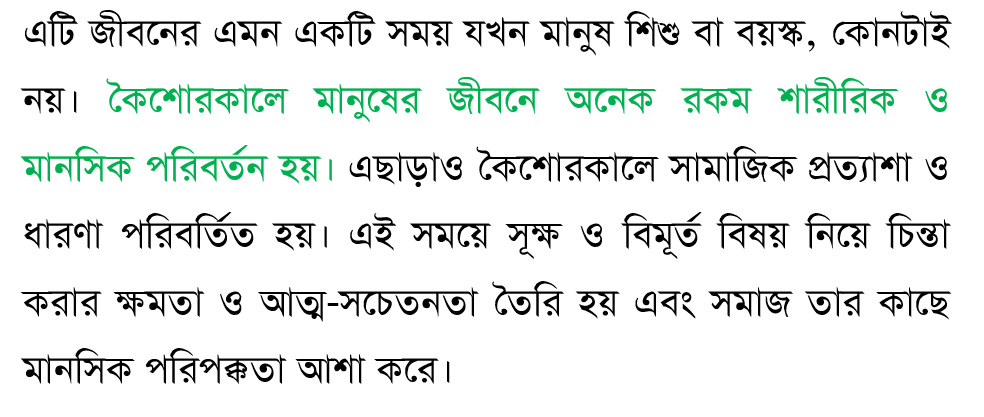 এটি জীবনের এমন একটি সময় যখন মানুষ শিশু বা বয়স্ক, কোনটাই
নয়। কৈশোরকালে মানুষের জীবনে অনেক রকম শারীরিক ও
মানসিক পরিবর্তন হয়। এছাড়াও কৈশোরকালে সামাজিক প্রত্যাশা ও
ধারণা পরিবর্তিত হয়। এই সময়ে সূক্ষ ও বিমূর্ত বিষয় নিয়ে চিন্তা
করার ক্ষমতা ও আত্ম-সচেতনতা তৈরি হয় এবং সমাজ তার কাছে
মানসিক পরিপক্কতা আশা করে।